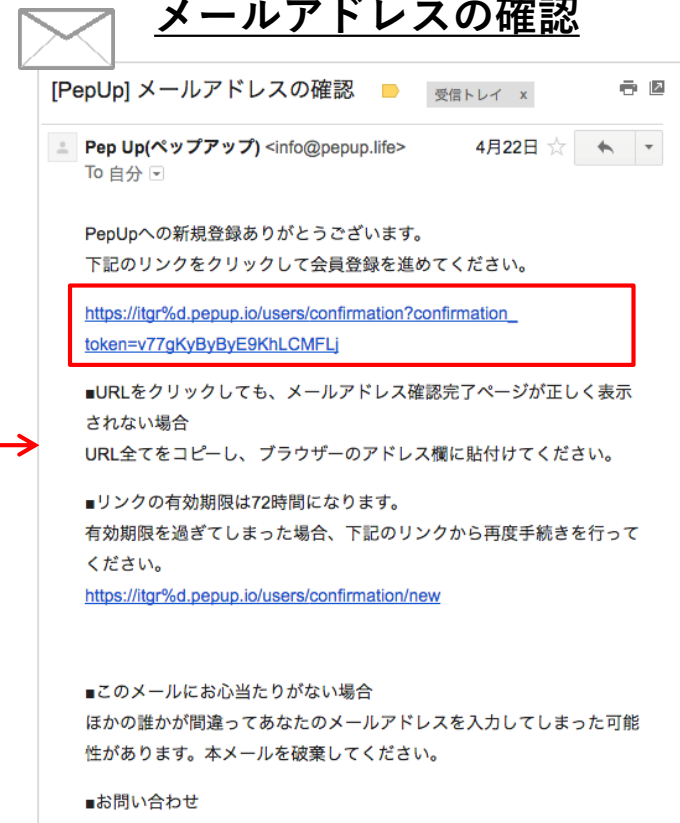 メールアドレスの確認
[PepUp] メールアドレスの確認
受信トレイ x
Pep Up(ペップアップ) <info@pepup.life> 4月22日
To 自分
PepUpへの新規登録ありがとうございます。
下記のリンクをクリックして会員登録を進めてください。
https://itgr%d.pepup.io/users/confirmation?confirmation_
token=v77gKyByByE9KhLCMFLj
■URLをクリックしても、メールアドレス確認完了ページが正しく表示
されない場合
URL全てをコピーし、ブラウザーのアドレス欄に貼付けてください。
■リンクの有効期限は72時間になります。
有効期限を過ぎてしまった場合、下記のリンクから再度手続きを行って
ください。
https://itgr%d.pepup.io/users/confirmation/new
■このメールにお心当たりがない場合
ほかの誰かが間違ってあなたのメールアドレスを入力してしまった可能
性があります。本メールを破棄してください。
■お問い合わせ